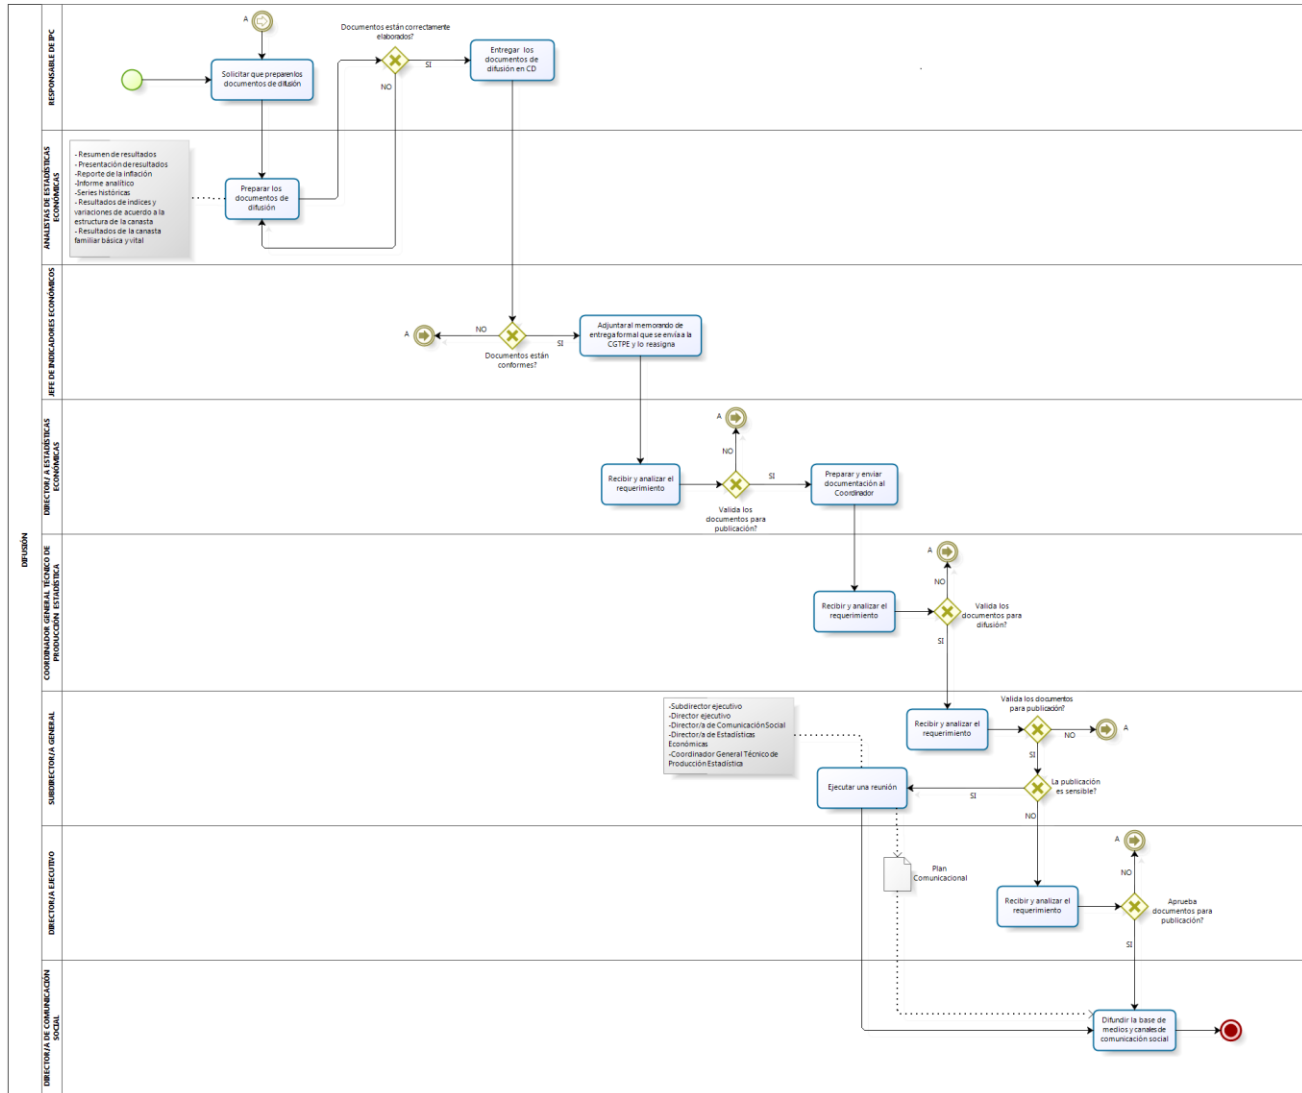 DIFUSIÓN
RESPONSABLE DE IPC
A
Solicitar que preparen los
documentos de difusión
Documentos están correctamente
elaborados?
SI
NO
Entregar los
documentos de
difusión en CD
ANALISTAS DE ESTADÍSTICAS
ECONÓMICAS
- Resumen de resultados
- Presentación de resultados
-Reporte de la inflación
-Informe analítico
-Series históricas
- Resultados de índices y
variaciones de acuerdo a la
estructura de la canasta
- Resultados de la canasta
familiar básica y vital
Preparar los
documentos de
difusión
JEFE DE INDICADORES ECONÓMICOS
A
NO
SI
Documentos están
conformes?
Adjuntar al memorando de
entrega formal que se envía a la
CGTPE y lo reasigna
DIRECTOR/ A ESTADÍSTICAS
ECONÓMICAS
Recibir y analizar el
requerimiento
A
NO
SI
Valida los
documentos para
publicación?
Preparar y enviar
documentación al
Coordinador
COORDINADOR GENERAL TÉCNICO DE
PRODUCCIÓN ESTADÍSTICA
Recibir y analizar el
requerimiento
A
NO
Valida los
documentos para
difusión?
SI
SUBDIRECTOR/A GENERAL
-Subdirector ejecutivo
-Director ejecutivo
-Director/a de Comunicación Social
-Director/a de Estadísticas
Económicas
-Coordinador General Técnico de
Producción Estadística
Recibir y analizar el
requerimiento
Valida los documentos
para publicación?
NO
A
SI
Ejecutar una reunión
SI
La publicación
es sensible?
NO
DIRECTOR/A EJECUTIVO
Plan
Comunicacional
Recibir y analizar el
requerimiento
A
NO
Aprueba
documentos para
publicación?
SI
DIRECTOR/A DE COMUNICACIÓN
SOCIAL
Difundir la base de
medios y canales de
comunicación social